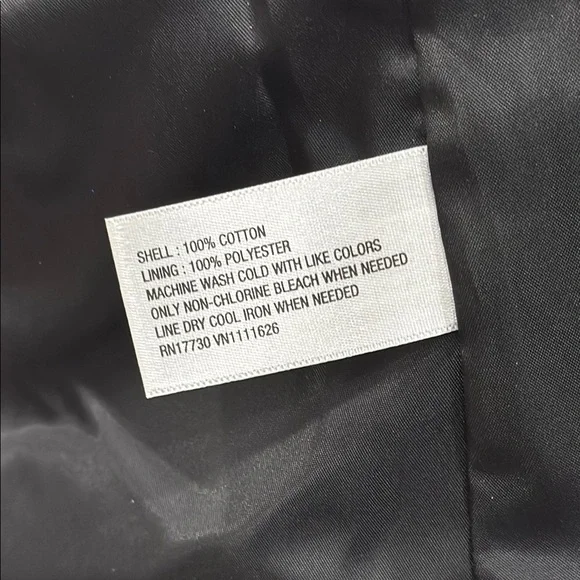 SHELL : 100% COTTON
LINING : 100% POLYESTER
MACHINE WASH COLD WITH LIKE COLORS
ONLY NON-CHLORINE BLEACH WHEN NEEDED
LINE DRY COOL IRON WHEN NEEDED
RN17730 VN1111626